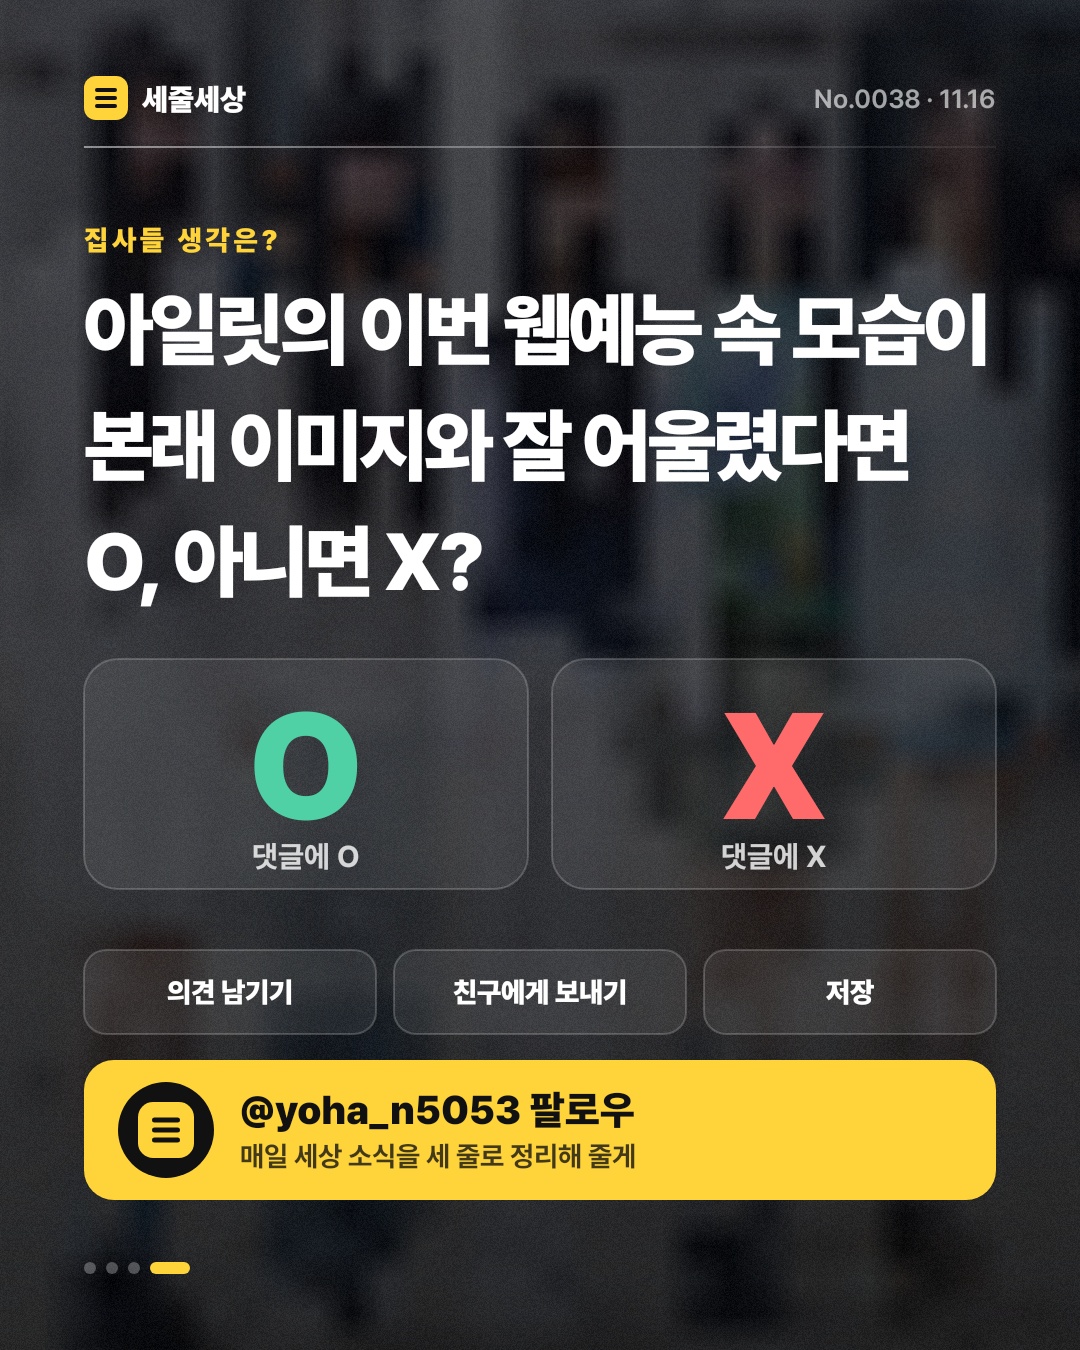 세줄세상
No.0038 · 11.16
집사들 생각은?
아일릿의 이번 웹예능 속 모습이
본래 이미지와 잘 어울렸다면
O, 아니면 X?
O
댓글에 O
X
댓글에 X
의견 남기기
친구에게 보내기
저장
@yoha_n5053 팔로우
매일 세상 소식을 세 줄로 정리해 줄게